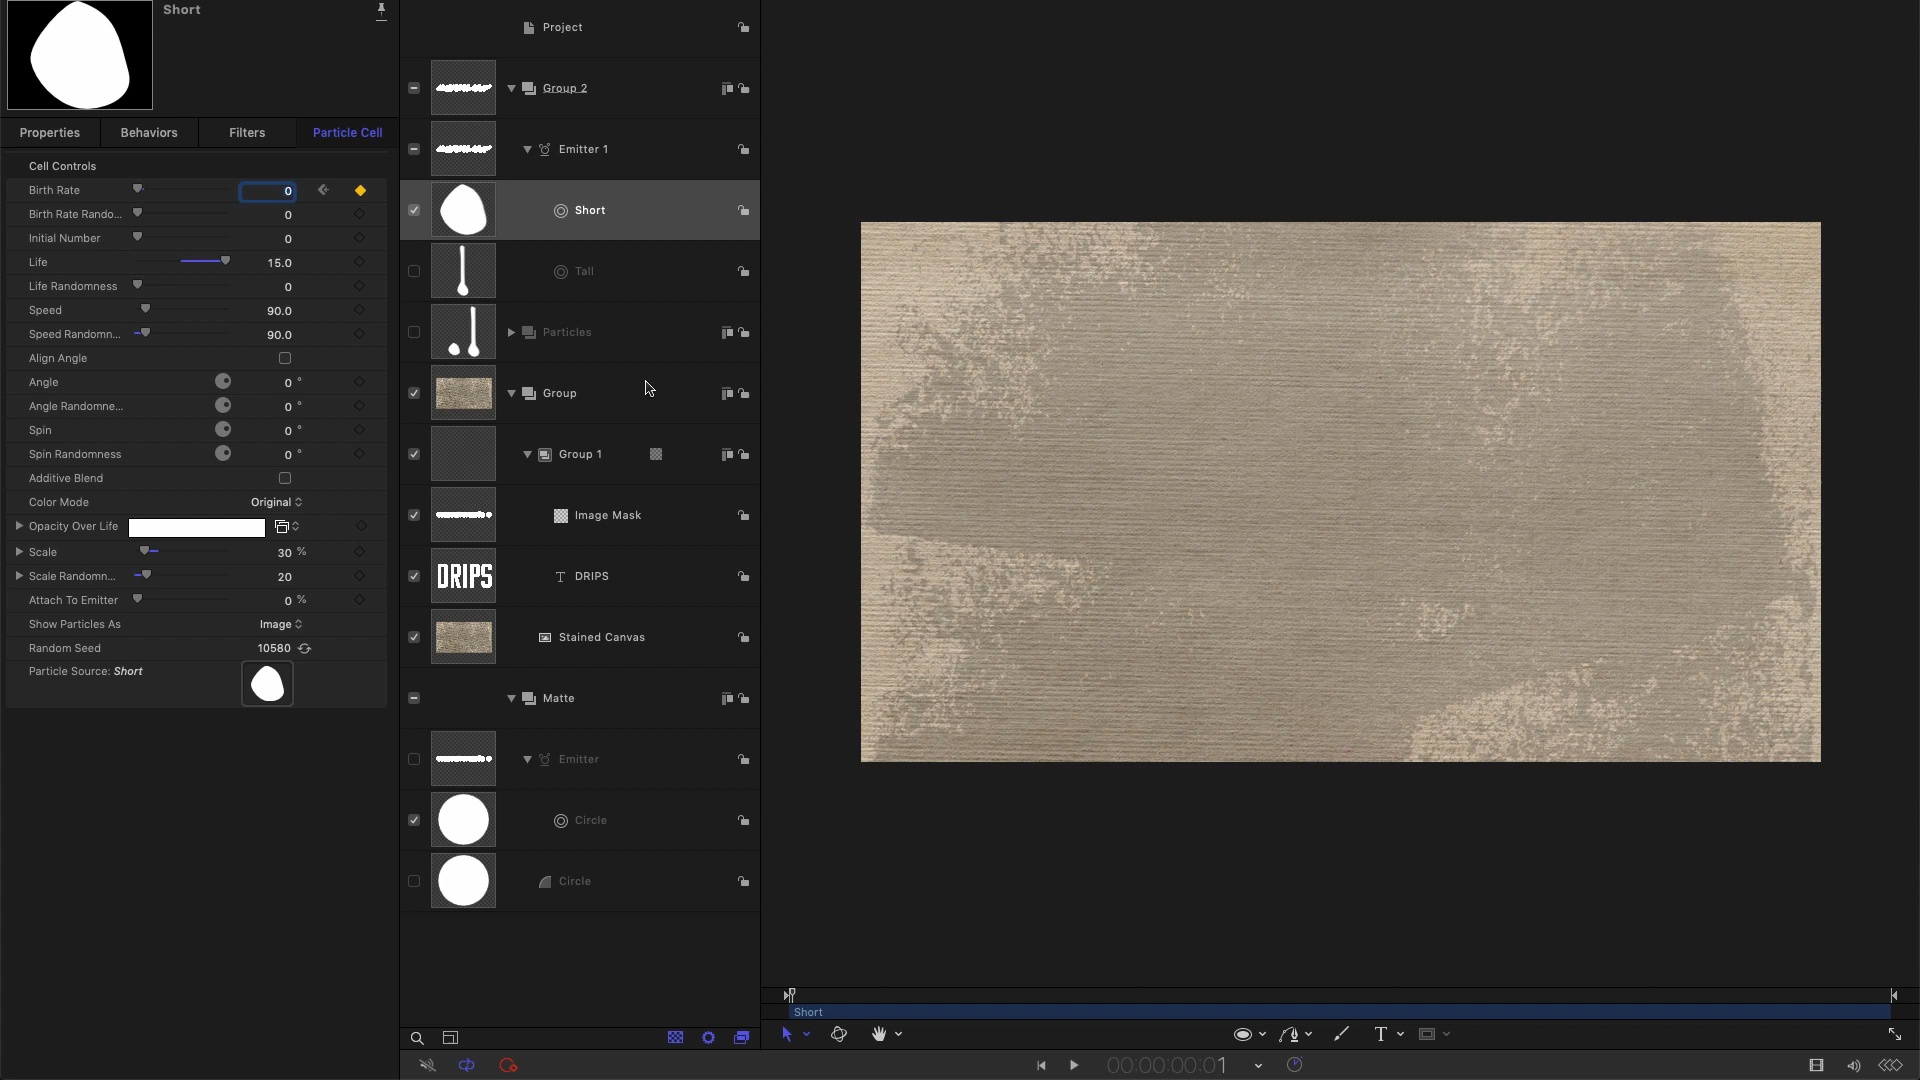 Short
Properties
Behaviors
Filters
Particle Cell
Cell Controls
Birth Rate 0
Birth Rate Rando... 0
Initial Number 0
Life 15.0
Life Randomness 0
Speed 90.0
Speed Randomn... 90.0
Align Angle
Angle 0 °
Angle Randomne... 0 °
Spin 0 °
Spin Randomness 0 °
Additive Blend
Color Mode Original
Opacity Over Life
Scale 30 %
Scale Randomn... 20
Attach To Emitter 0 %
Show Particles As Image
Random Seed 10580
Particle Source: Short
Project
Group 2
Emitter 1
Short
Tall
Particles
Group
Group 1
Image Mask
DRIPS T DRIPS
Stained Canvas
Matte
Emitter
Circle
Circle
Short
T
00:00:00:01